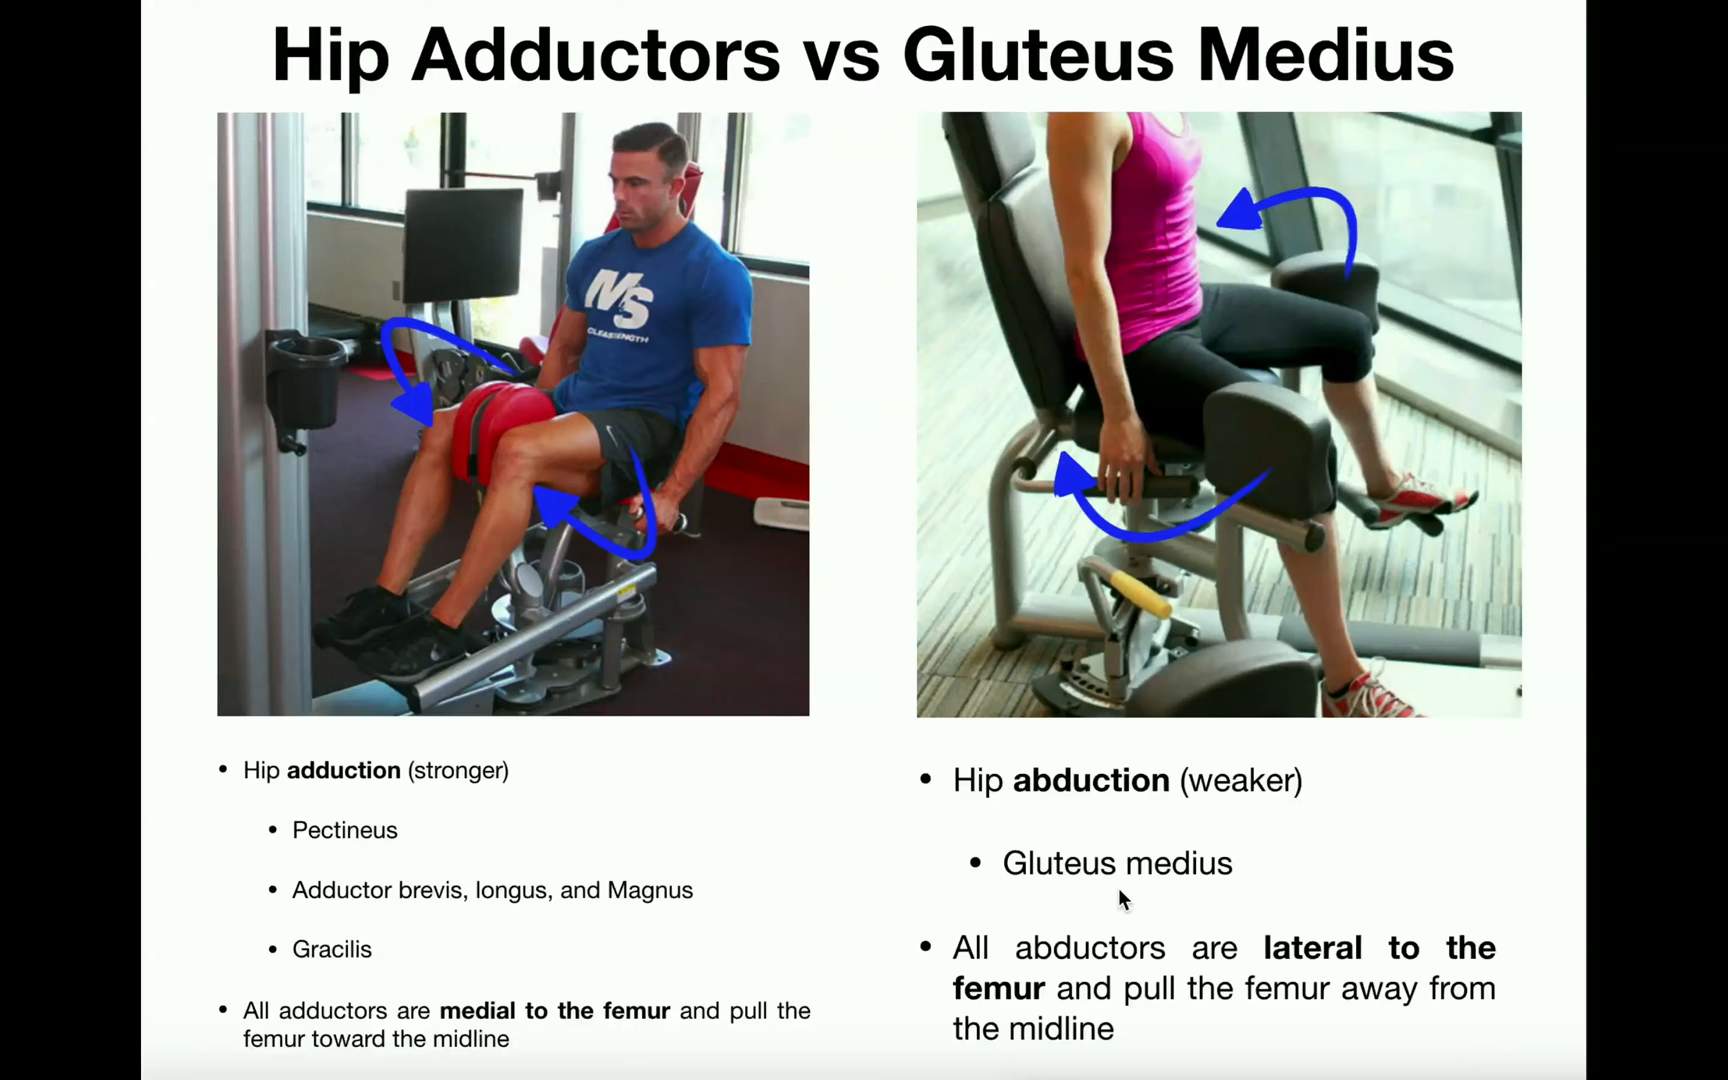 Hip Adductors vs Gluteus Medius
MS
• Hip adduction (stronger)
• Pectineus
• Adductor brevis, longus, and Magnus
• Gracilis
• All adductors are medial to the femur and pull the
femur toward the midline
• Hip abduction (weaker)
• Gluteus medius
• All abductors are lateral to the
femur and pull the femur away from
the midline